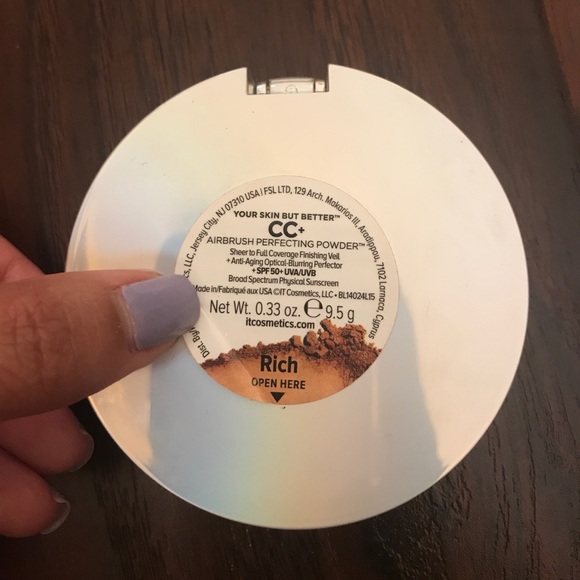 YOUR SKIN BUT BETTER™
CC+
AIRBRUSH PERFECTING POWDER™
Sheer to Full Coverage Finishing Veil
+ Anti-Aging Optical-Blurring Perfector
+SPF 50+ UVA/UVB
Broad Spectrum Physical Sunscreen
Made in/Fabriqué aux USA ©IT Cosmetics, LLC • BL14024L15
Net Wt. 0.33 oz. ℮ 9.5 g
itcosmetics.com
Rich
OPEN HERE
Dist. By
LLC, Jersey City, NJ 07310 USA | FSL LTD, 129 Arch. Makarios III, Aradippou, 7102 Larnaca, Cyprus